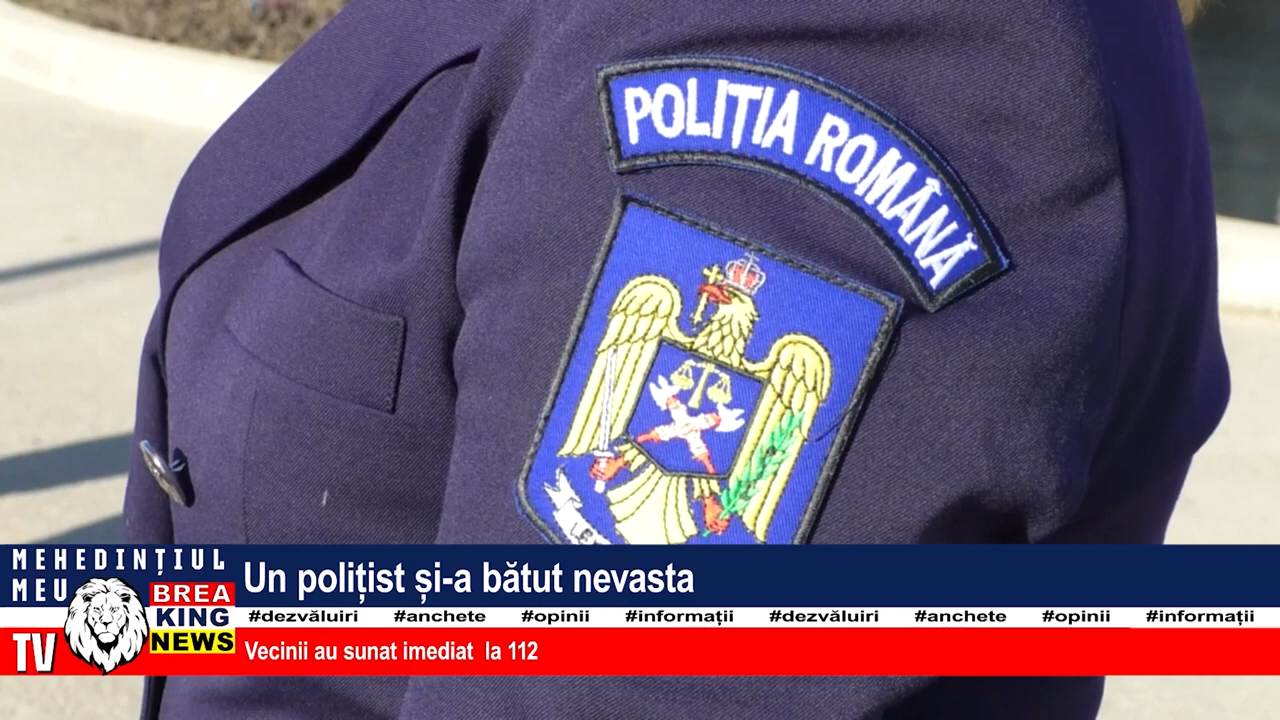 POLIȚIA ROMÂNĂ
MEHEDINȚIUL
MEU
TV
BREA
KING
NEWS
Un polițist și-a bătut nevasta
#dezvăluiri #anchete #opinii #informații #dezvăluiri #anchete #opinii #informații
Vecinii au sunat imediat la 112